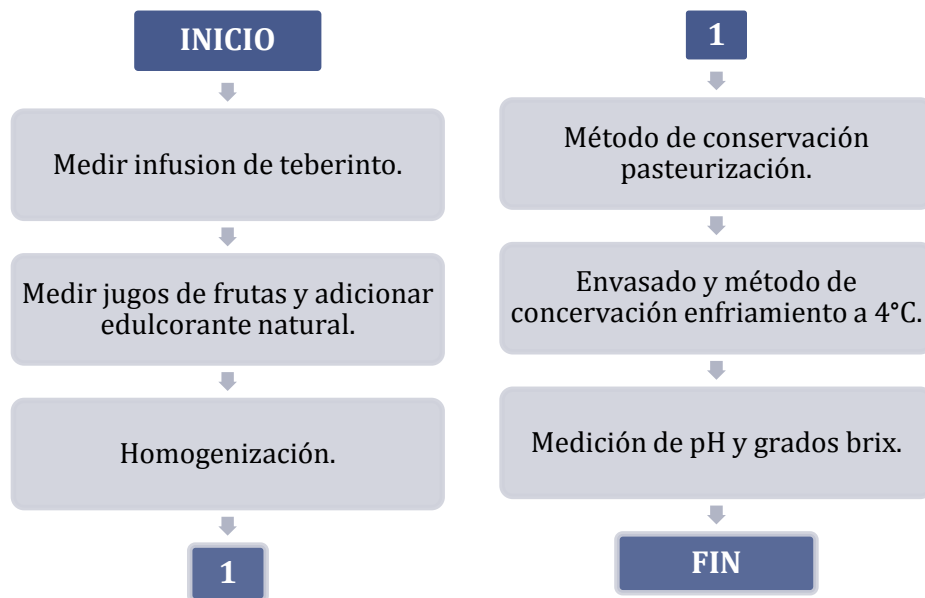 INICIO
Medir infusion de teberinto.
Medir jugos de frutas y adicionar
edulcorante natural.
Homogenización.
1
1
Método de conservación
pasteurización.
Envasado y método de
concervación enfriamiento a 4°C.
Medición de pH y grados brix.
FIN